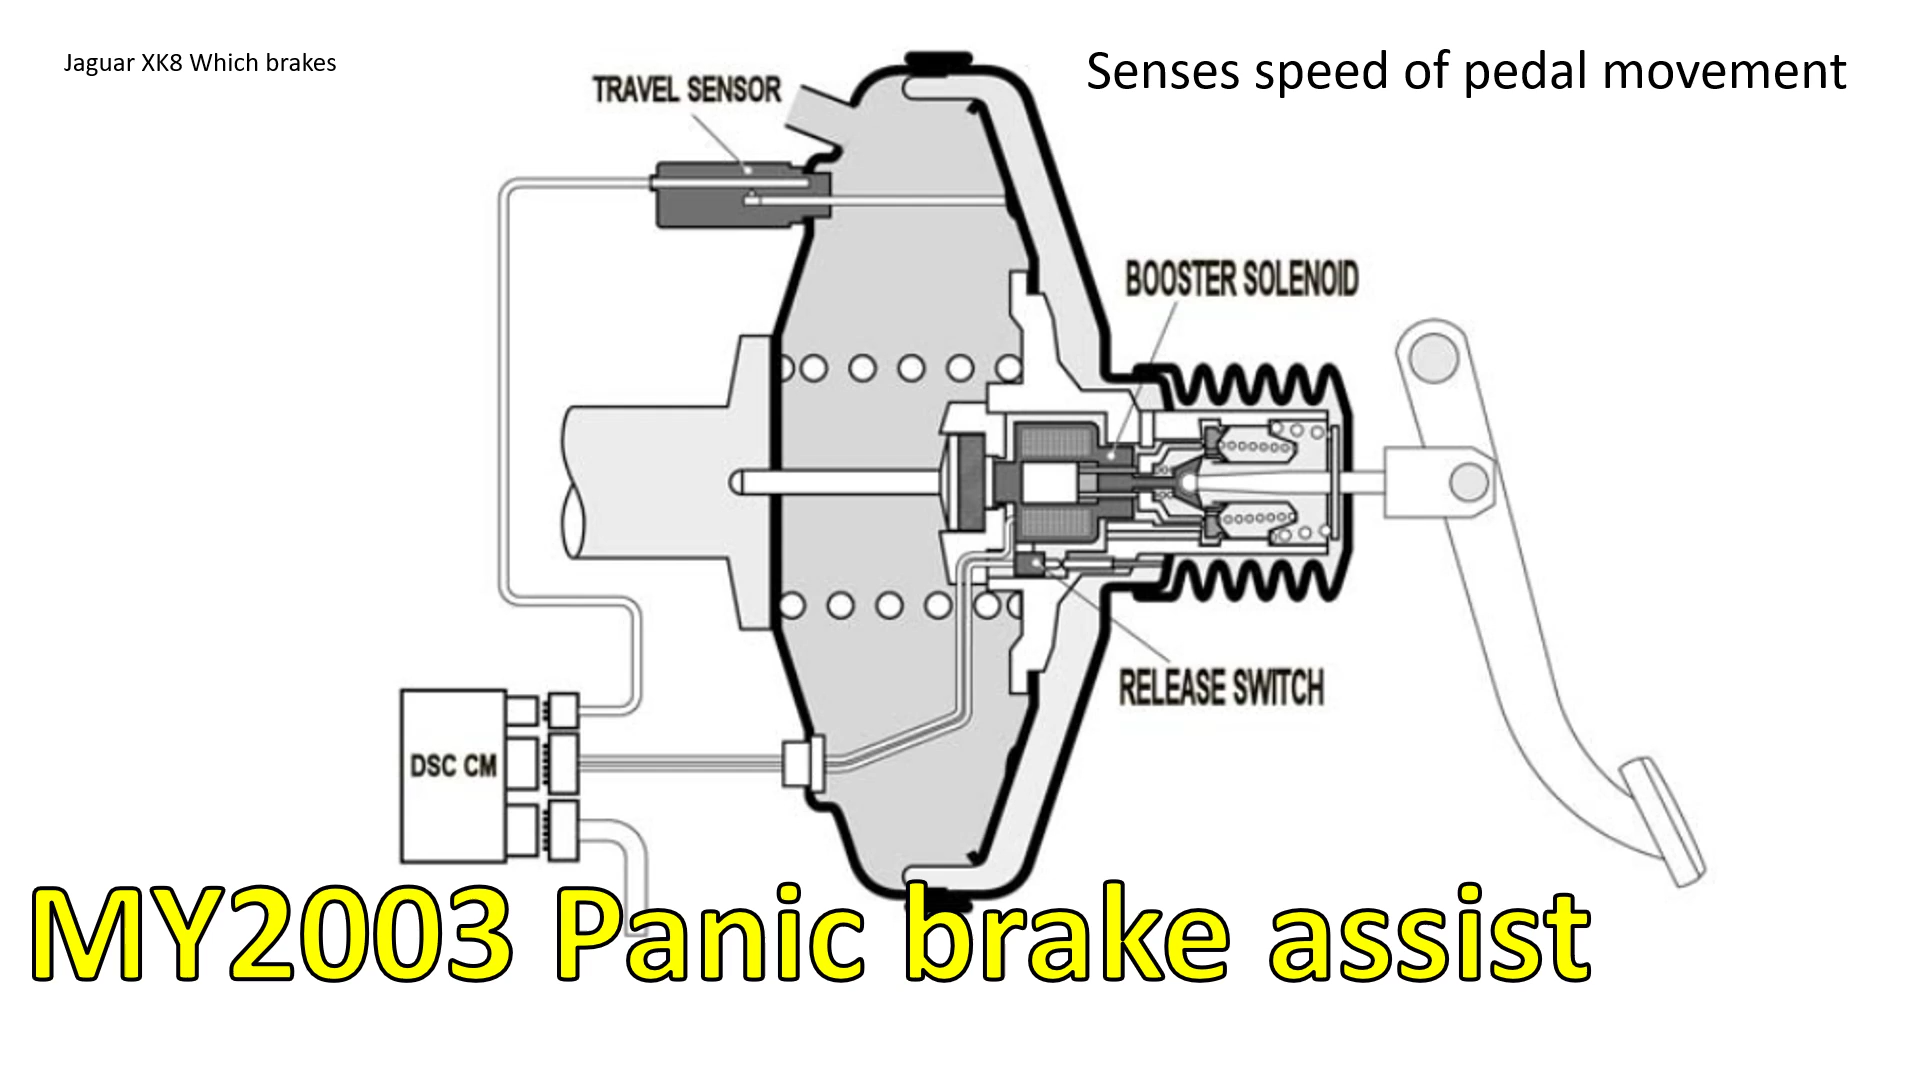 Jaguar XK8 Which brakes
Senses speed of pedal movement
TRAVEL SENSOR
BOOSTER SOLENOID
RELEASE SWITCH
DSC CM
MY2003 Panic brake assist